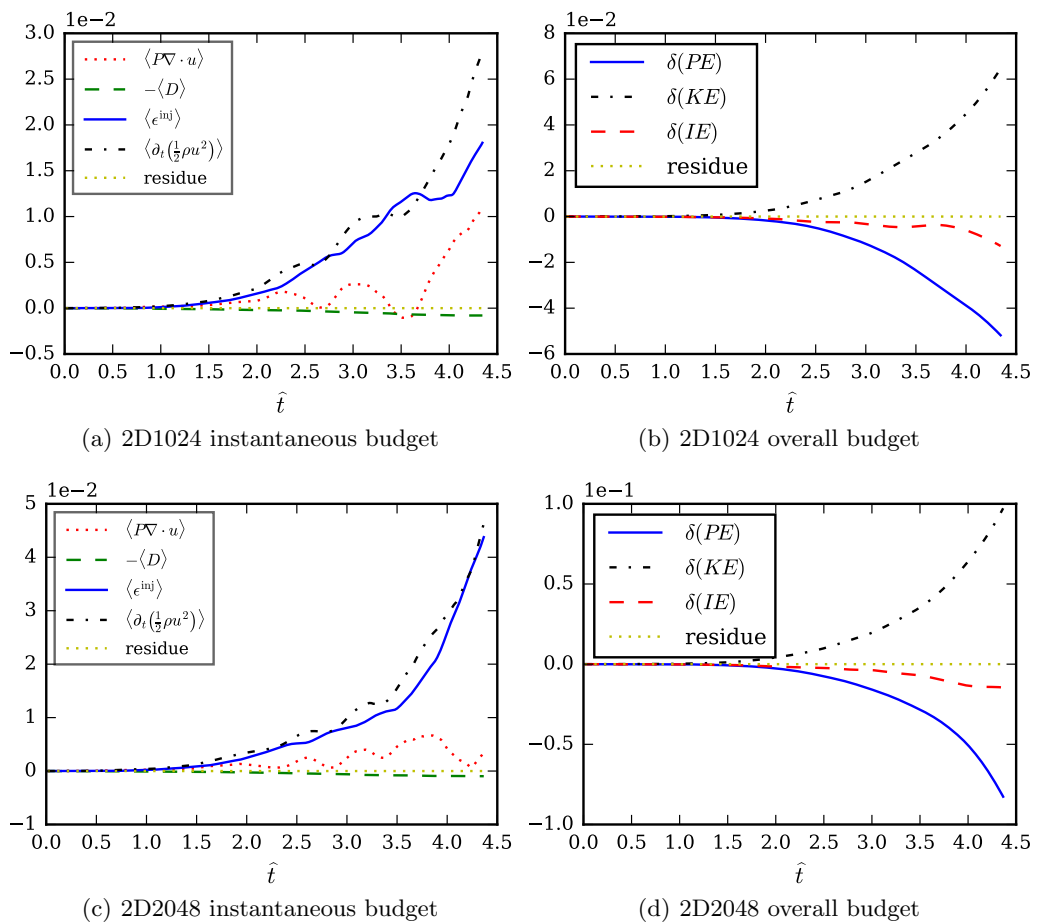 1e−2
3.0
2.5
2.0
1.5
1.0
0.5
0.0
−0.5
⟨P∇ · u⟩
−⟨D⟩
⟨ϵ^inj⟩
⟨∂_t(½ρu²)⟩
residue
0.0 0.5 1.0 1.5 2.0 2.5 3.0 3.5 4.0 4.5
t̂
(a) 2D1024 instantaneous budget
1e−2
8
6
4
2
0
−2
−4
−6
δ(PE)
δ(KE)
δ(IE)
residue
0.0 0.5 1.0 1.5 2.0 2.5 3.0 3.5 4.0 4.5
t̂
(b) 2D1024 overall budget
1e−2
5
4
3
2
1
0
−1
⟨P∇ · u⟩
−⟨D⟩
⟨ϵ^inj⟩
⟨∂_t(½ρu²)⟩
residue
0.0 0.5 1.0 1.5 2.0 2.5 3.0 3.5 4.0 4.5
t̂
(c) 2D2048 instantaneous budget
1e−1
1.0
0.5
0.0
−0.5
−1.0
δ(PE)
δ(KE)
δ(IE)
residue
0.0 0.5 1.0 1.5 2.0 2.5 3.0 3.5 4.0 4.5
t̂
(d) 2D2048 overall budget